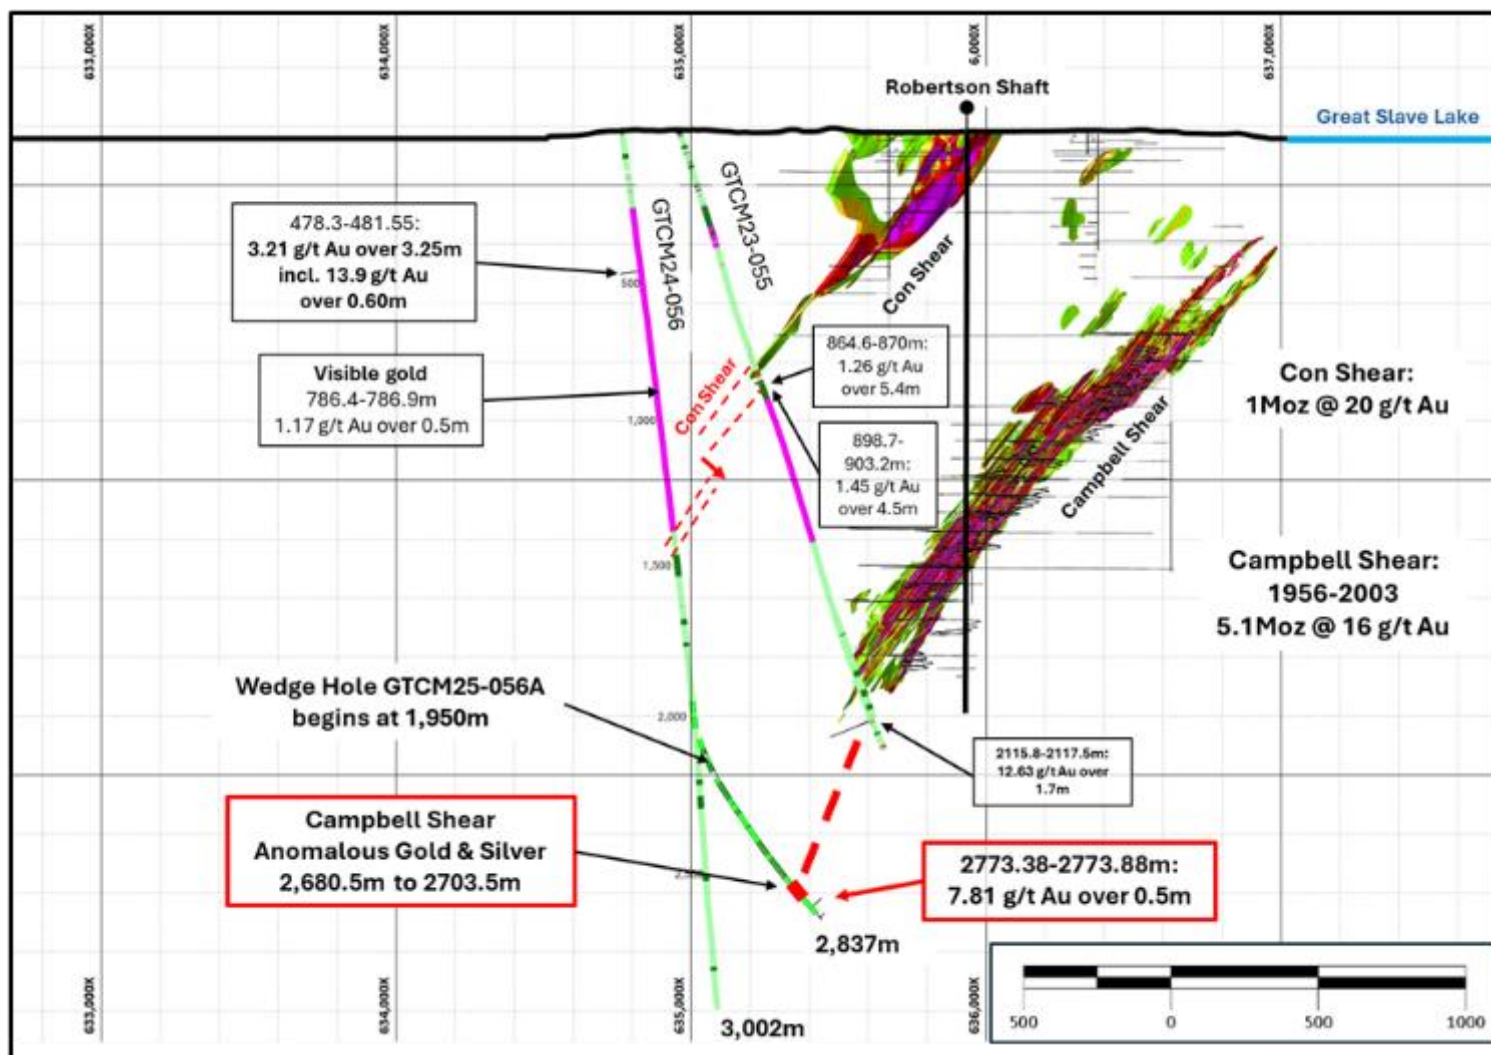 633,000X
634,000X
635,000X
6,000X
637,000X
Robertson Shaft
Great Slave Lake
478.3-481.55:
3.21 g/t Au over 3.25m
incl. 13.9 g/t Au
over 0.60m
GTCM24-056
GTCM23-055
500
Con Shear
Visible gold
786.4-786.9m
1.17 g/t Au over 0.5m
Con Shear
864.6-870m:
1.26 g/t Au
over 5.4m
1,000
898.7-
903.2m:
1.45 g/t Au
over 4.5m
Campbell Shear
Con Shear:
1Moz @ 20 g/t Au
1,500
Campbell Shear:
1956-2003
5.1Moz @ 16 g/t Au
Wedge Hole GTCM25-056A
begins at 1,950m
2,000
2115.8-2117.5m:
12.63 g/t Au over
1.7m
Campbell Shear
Anomalous Gold & Silver
2,680.5m to 2703.5m
2773.38-2773.88m:
7.81 g/t Au over 0.5m
2,837m
3,002m
633,000X
634,000X
635,000X
636,000X
500
0
500
1000